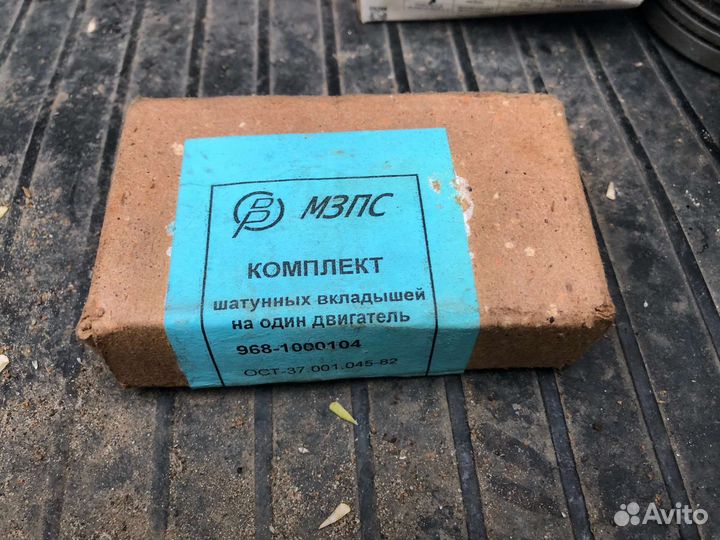 МЗПС
КОМПЛЕКТ
шатунных вкладышей
на один двигатель
968-1000104
ОСТ-37.001.045-82
Avito